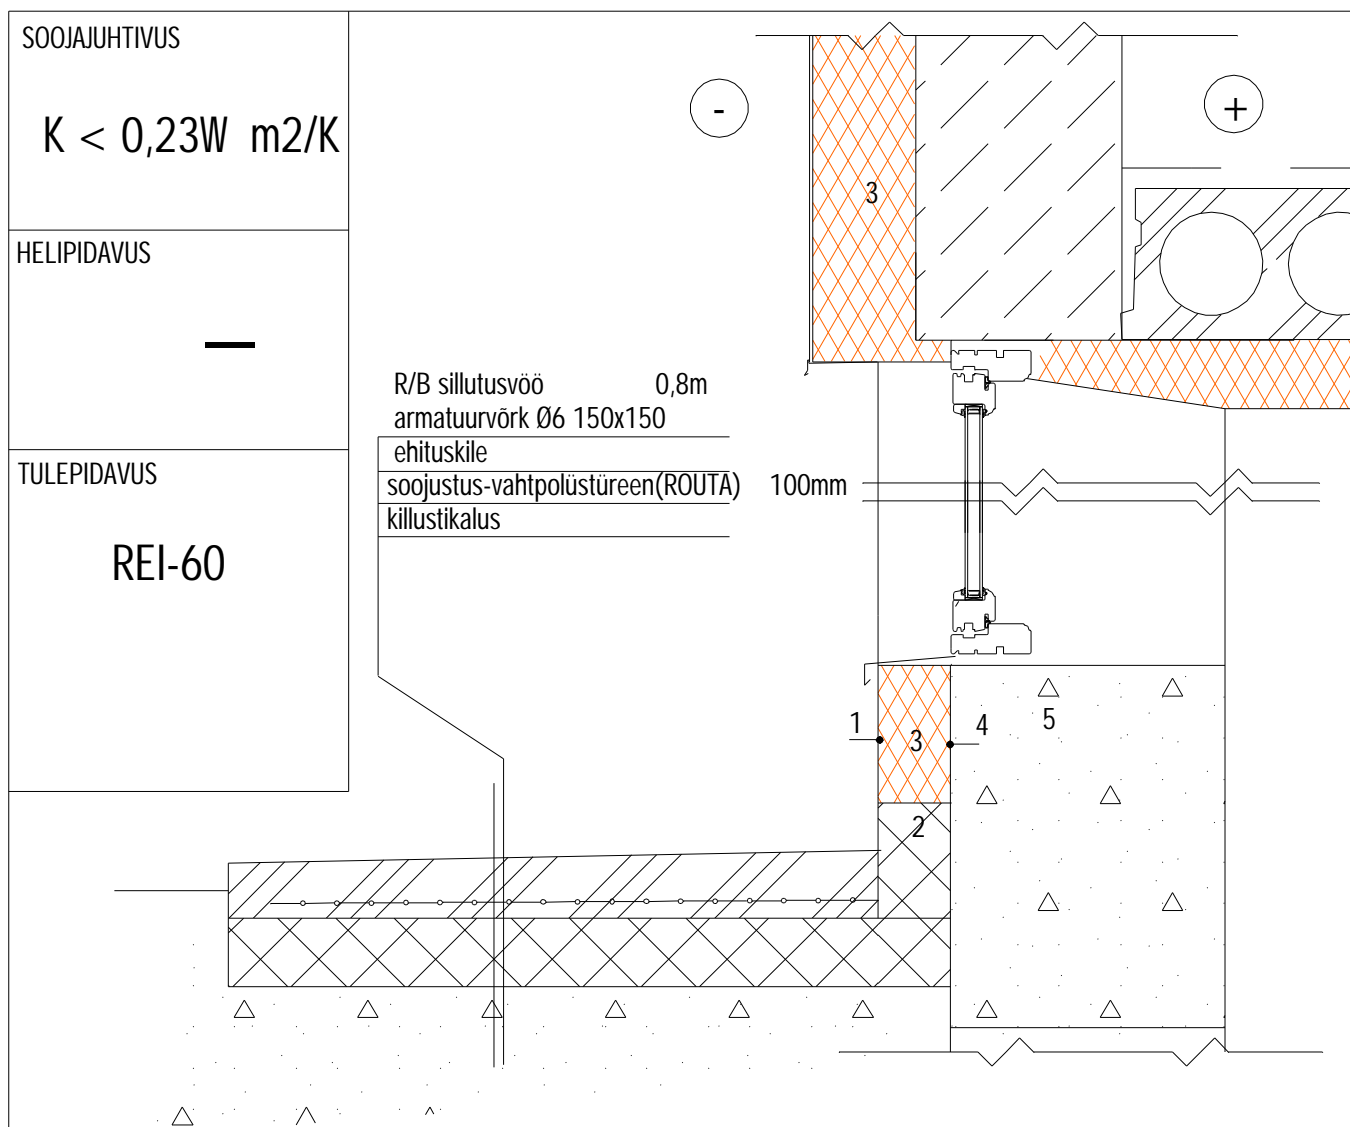 SOOJAJUHTIVUS
K < 0,23W m2/K
HELIPIDAVUS
—
TULEPIDAVUS
REI-60
-
+
3
R/B sillutusvöö 0,8m
armatuurvõrk Ø6 150x150
ehituskile
soojustus-vahtpolüstüreen(ROUTA) 100mm
killustikalus
1
3
4
5
2